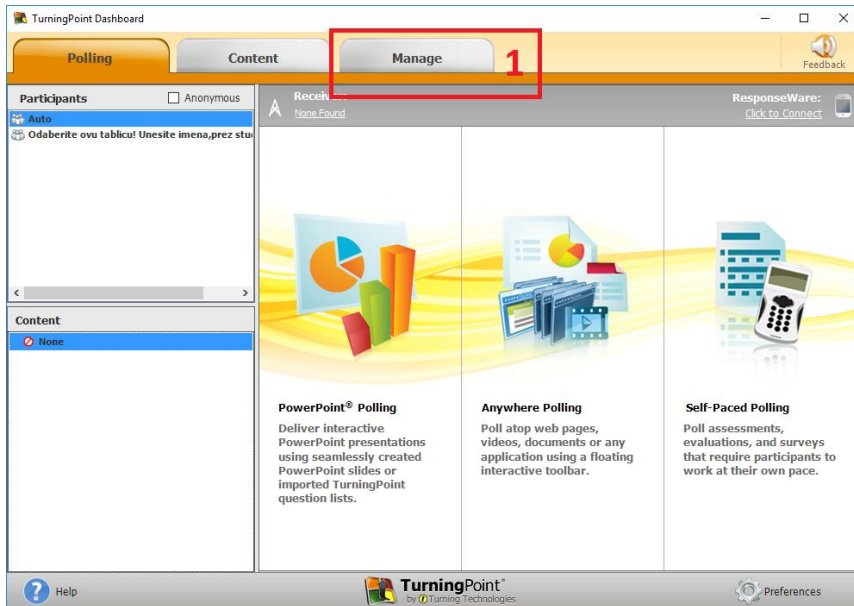 TurningPoint Dashboard
Polling
Content
Manage
1
Feedback
Participants
Anonymous
Auto
Odaberite ovu tablicu! Unesite imena,prez stu
Receiver:
None Found
ResponseWare:
Click to Connect
Content
None
PowerPoint® Polling
Deliver interactive
PowerPoint presentations
using seamlessly created
PowerPoint slides or
imported TurningPoint
question lists.
Anywhere Polling
Poll atop web pages,
videos, documents or any
application using a floating
interactive toolbar.
Self-Paced Polling
Poll assessments,
evaluations, and surveys
that require participants to
work at their own pace.
Help
TurningPoint®
by Turning Technologies
Preferences